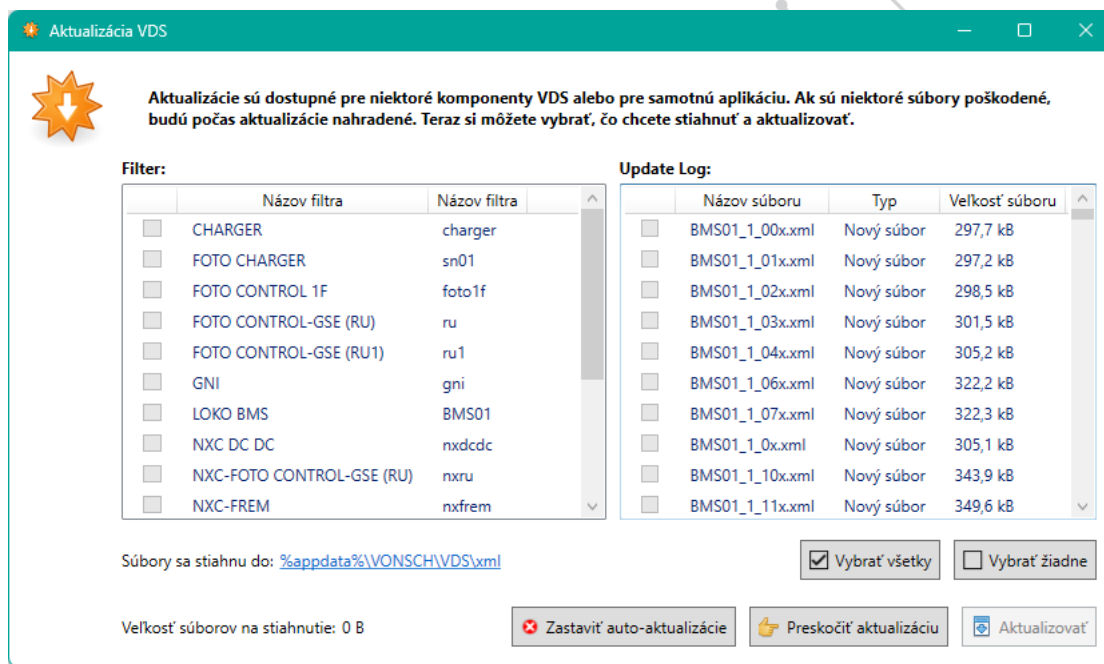 Aktualizácia VDS
Aktualizácie sú dostupné pre niektoré komponenty VDS alebo pre samotnú aplikáciu. Ak sú niektoré súbory poškodené,
budú počas aktualizácie nahradené. Teraz si môžete vybrať, čo chcete stiahnuť a aktualizovať.
Filter:
Názov filtra Názov filtra
CHARGER charger
FOTO CHARGER sn01
FOTO CONTROL 1F foto1f
FOTO CONTROL-GSE (RU) ru
FOTO CONTROL-GSE (RU1) ru1
GNI gni
LOKO BMS BMS01
NXC DC DC nxdcdc
NXC-FOTO CONTROL-GSE (RU) nxru
NXC-FREM nxfrem
Update Log:
Názov súboru Typ Veľkosť súboru
BMS01_1_00x.xml Nový súbor 297,7 kB
BMS01_1_01x.xml Nový súbor 297,2 kB
BMS01_1_02x.xml Nový súbor 298,5 kB
BMS01_1_03x.xml Nový súbor 301,5 kB
BMS01_1_04x.xml Nový súbor 305,2 kB
BMS01_1_06x.xml Nový súbor 322,2 kB
BMS01_1_07x.xml Nový súbor 322,3 kB
BMS01_1_0x.xml Nový súbor 305,1 kB
BMS01_1_10x.xml Nový súbor 343,9 kB
BMS01_1_11x.xml Nový súbor 349,6 kB
Súbory sa stiahnu do: %appdata%\VONSCH\VDS\xml
Vybrať všetky
Vybrať žiadne
Veľkosť súborov na stiahnutie: 0 B
Zastaviť auto-aktualizácie
Preskočiť aktualizáciu
Aktualizovať